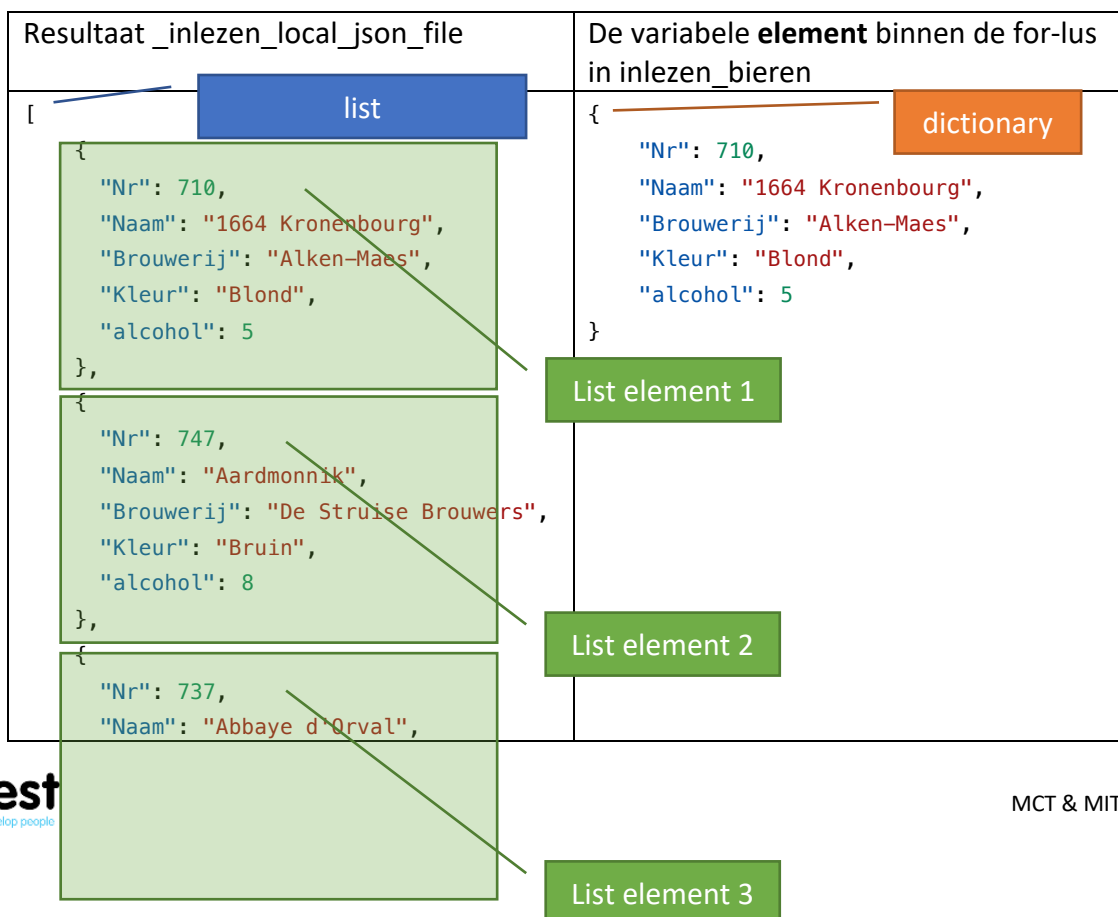 Resultaat _inlezen_local_json_file
De variabele element binnen de for-lus
in inlezen_bieren
list
[
{
"Nr": 710,
"Naam": "1664 Kronenbourg",
"Brouwerij": "Alken-Maes",
"Kleur": "Blond",
"alcohol": 5
},
List element 1
{
"Nr": 747,
"Naam": "Aardmonnik",
"Brouwerij": "De Struise Brouwers",
"Kleur": "Bruin",
"alcohol": 8
},
List element 2
{
"Nr": 737,
"Naam": "Abbaye d'Orval",
List element 3
dictionary
{
"Nr": 710,
"Naam": "1664 Kronenbourg",
"Brouwerij": "Alken-Maes",
"Kleur": "Blond",
"alcohol": 5
}
est
elop people
MCT & MIT